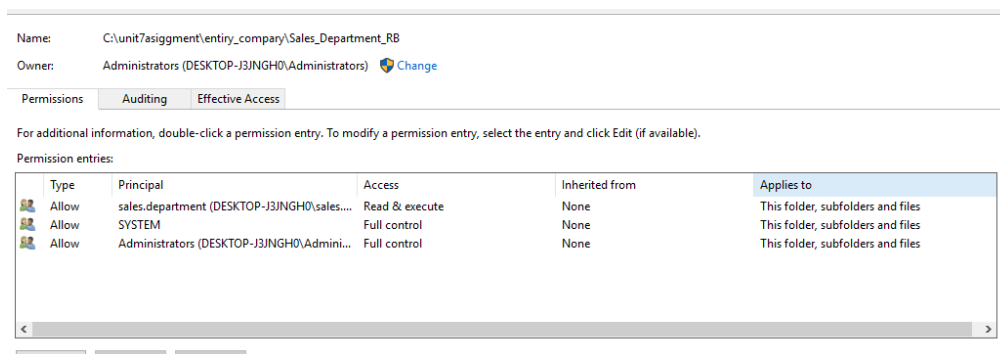 Name: C:\unit7asiggment\entiry_compary\Sales_Department_RB
Owner: Administrators (DESKTOP-J3JNGH0\Administrators) Change
Permissions Auditing Effective Access
For additional information, double-click a permission entry. To modify a permission entry, select the entry and click Edit (if available).
Permission entries:
Type Principal Access Inherited from Applies to
Allow sales.department (DESKTOP-J3JNGH0\sales.... Read & execute None This folder, subfolders and files
Allow SYSTEM Full control None This folder, subfolders and files
Allow Administrators (DESKTOP-J3JNGH0\Admini... Full control None This folder, subfolders and files